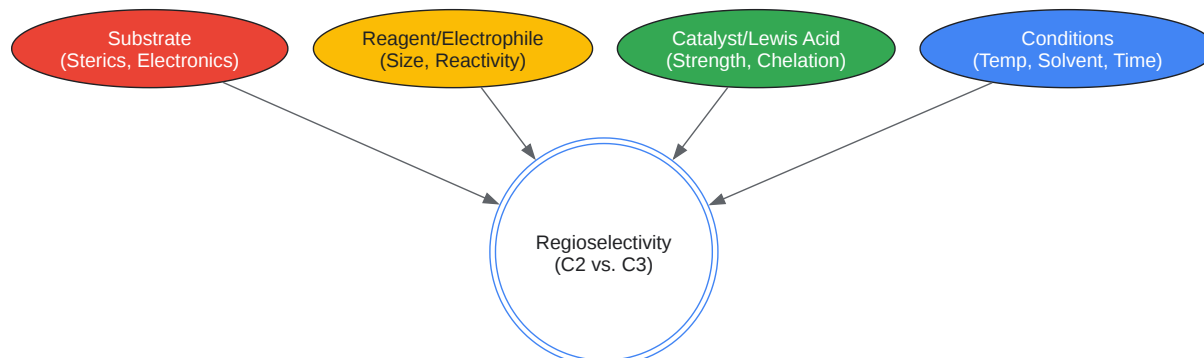 Substrate
(Sterics, Electronics)
Reagent/Electrophile
(Size, Reactivity)
Catalyst/Lewis Acid
(Strength, Chelation)
Conditions
(Temp, Solvent, Time)
Regioselectivity
(C2 vs. C3)